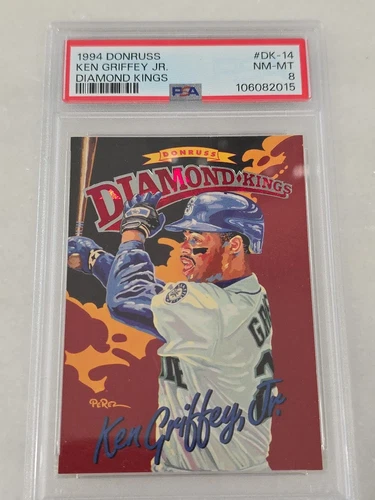 1994 DONRUSS #DK-14
KEN GRIFFEY JR. NM-MT
DIAMOND KINGS 8
PSA 106082015
DONRUSS
DIAMOND KINGS
PEREZ
Ken Griffey, Jr.